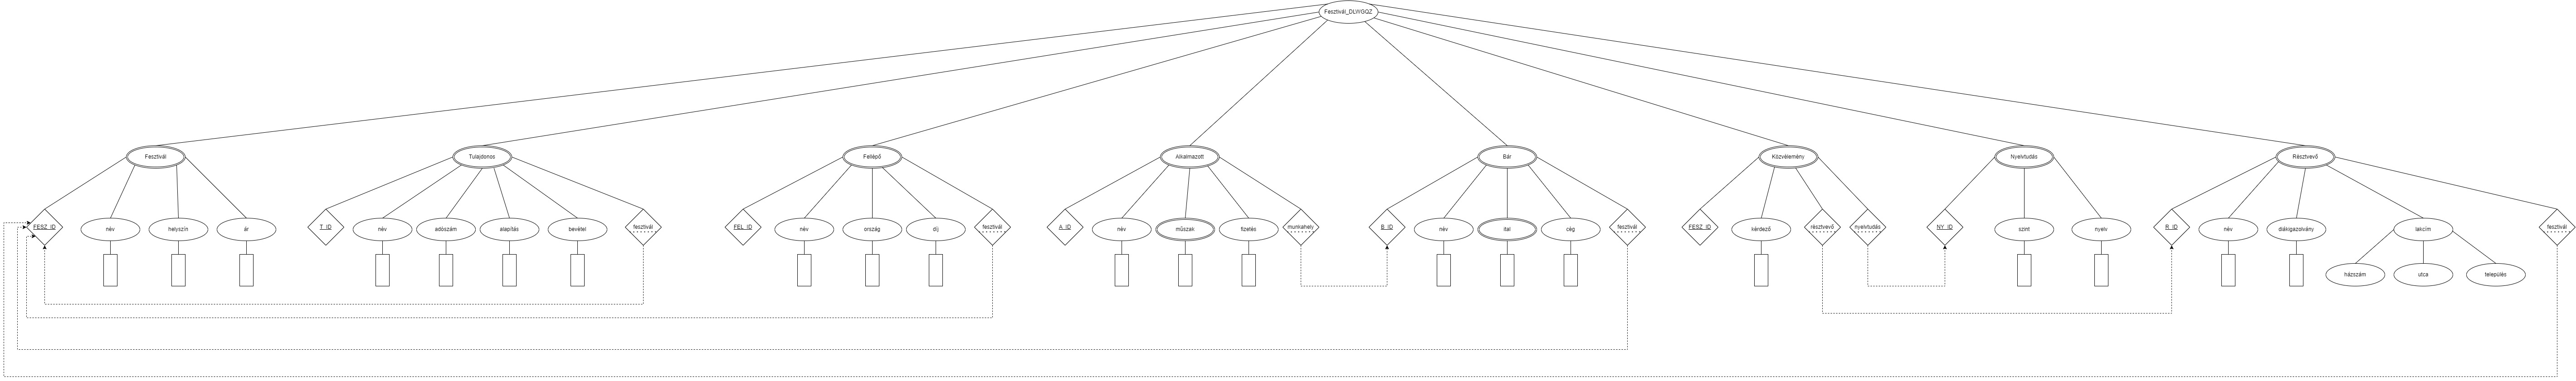 Fesztivál_DLWGQZ
Fesztivál
Tulajdonos
Fellépő
Alkalmazott
Bár
Közvélemény
Nyelvtudás
Résztvevő
FESZ_ID
név
helyszín
ár
T_ID
név
adószám
alapítás
bevétel
fesztivál
FEL_ID
név
ország
díj
fesztivál
A_ID
név
műszak
fizetés
munkahely
B_ID
név
ital
cég
fesztivál
FESZ_ID
kérdező
résztvevő
nyelvtudás
NY_ID
szint
nyelv
R_ID
név
diákigazolvány
lakcím
fesztivál
házszám
utca
település